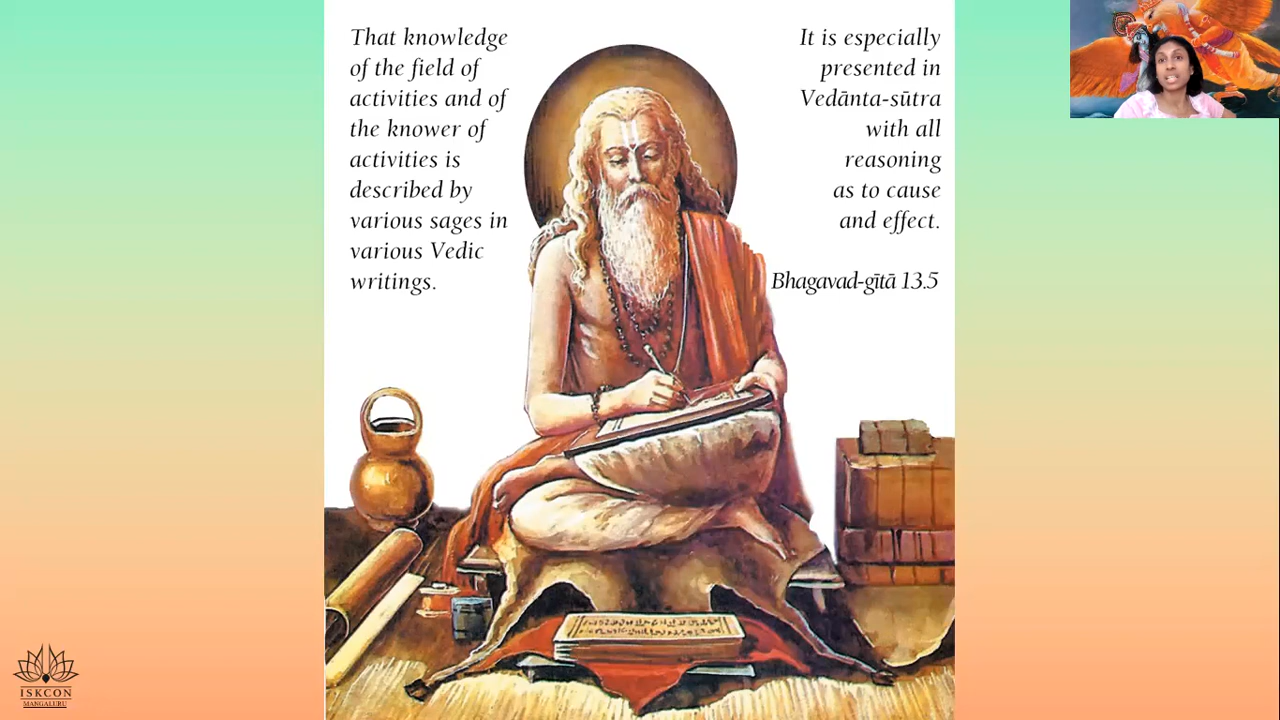 That knowledge
of the field of
activities and of
the knower of
activities is
described by
various sages in
various Vedic
writings.
It is especially
presented in
Vedānta-sūtra
with all
reasoning
as to cause
and effect.
Bhagavad-gītā 13.5
ISKCON
MANGALURU